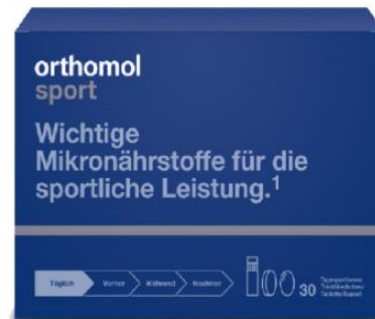 orthomol
sport
Wichtige
Mikronährstoffe für die
sportliche Leistung.¹
Täglich
Vorher
Während
Nachher
30